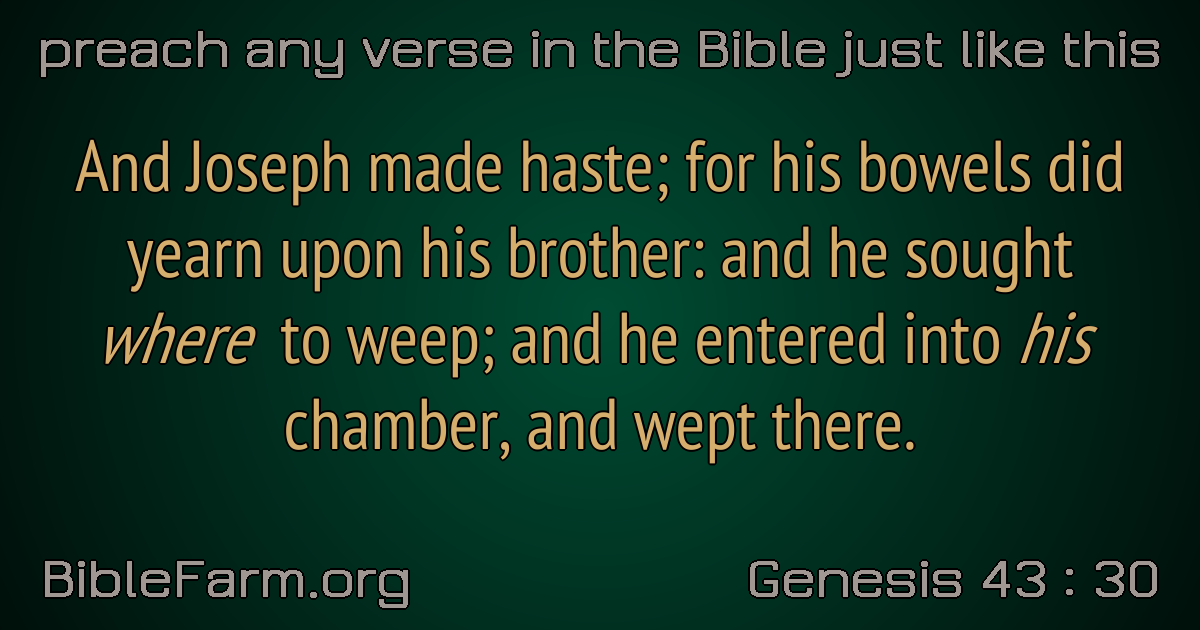 preach any verse in the Bible just like this
And Joseph made haste; for his bowels did
yearn upon his brother: and he sought
where to weep; and he entered into his
chamber, and wept there.
BibleFarm.org
Genesis 43 : 30